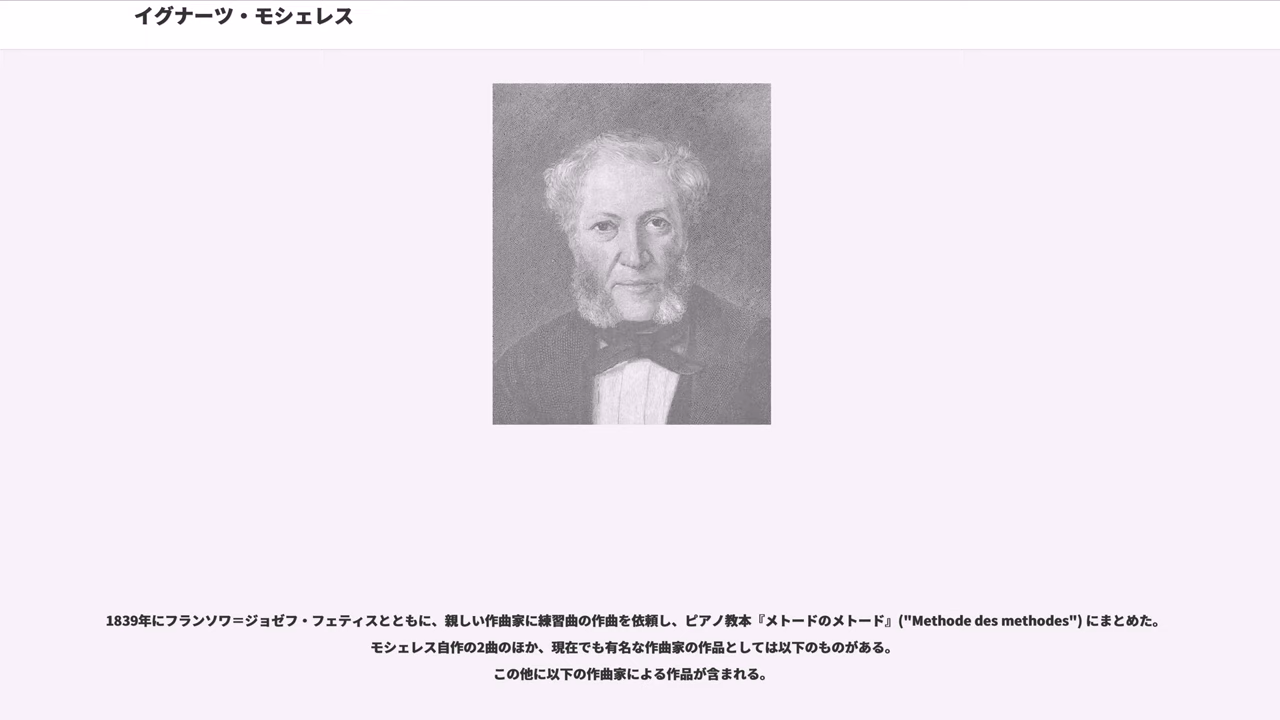 イグナーツ・モシェレス
1839年にフランソワ＝ジョゼフ・フェティスとともに、親しい作曲家に練習曲の作曲を依頼し、ピアノ教本『メトードのメトード』("Methode des methodes") にまとめた。
モシェレス自作の2曲のほか、現在でも有名な作曲家の作品としては以下のものがある。
この他に以下の作曲家による作品が含まれる。